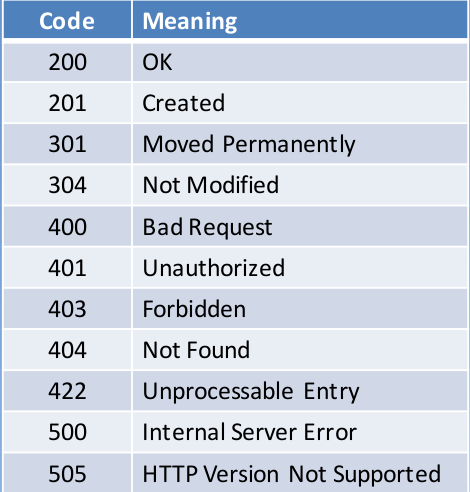 Code Meaning
200 OK
201 Created
301 Moved Permanently
304 Not Modified
400 Bad Request
401 Unauthorized
403 Forbidden
404 Not Found
422 Unprocessable Entry
500 Internal Server Error
505 HTTP Version Not Supported